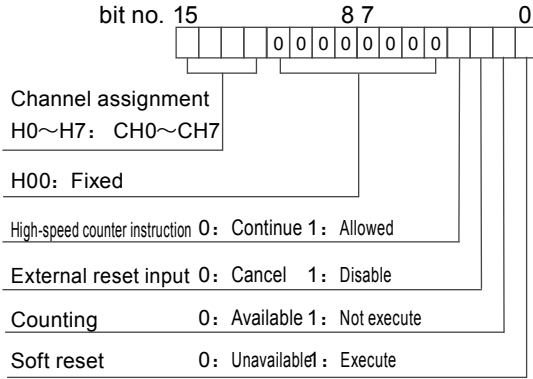 bit no. 15 8 7 0
0 0 0 0 0 0 0 0
Channel assignment
H0～H7： CH0～CH7
H00：Fixed
High-speed counter instruction 0：Continue 1：Allowed
External reset input 0：Cancel 1：Disable
Counting 0：Available 1：Not execute
Soft reset 0：Unavailable1：Execute